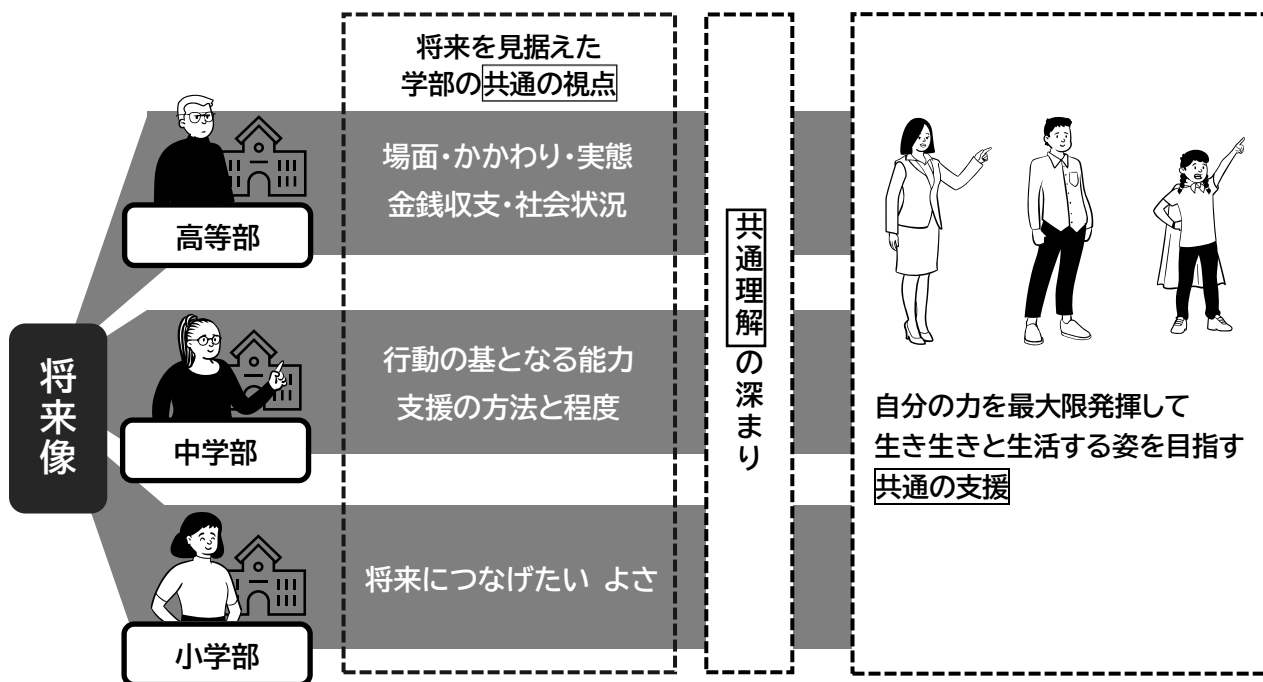 将来像
高等部
中学部
小学部
将来を見据えた
学部の共通の視点
場面・かかわり・実態
金銭収支・社会状況
行動の基となる能力
支援の方法と程度
将来につなげたい よさ
共通理解の深まり
自分の力を最大限発揮して
生き生きと生活する姿を目指す
共通の支援